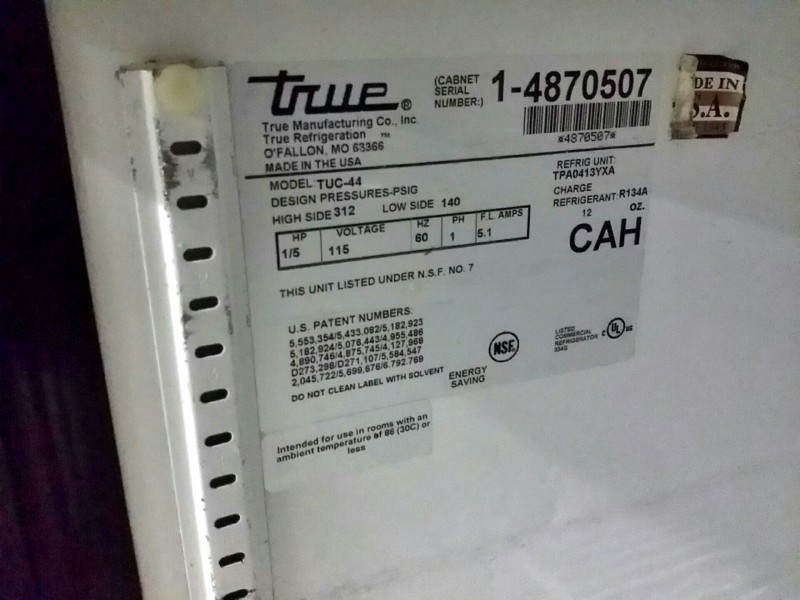 true®
True Manufacturing Co., Inc.
True Refrigeration ™
O'FALLON, MO 63366
MADE IN THE USA
(CABNET
SERIAL
NUMBER:)
1-4870507
*4870507*
DE IN
S.A.
MODEL TUC-44
DESIGN PRESSURES-PSIG
HIGH SIDE 312 LOW SIDE 140
REFRIG UNIT:
TPA0413YXA
CHARGE
REFRIGERANT: R134A
12 OZ.
HP VOLTAGE HZ PH F.L. AMPS
1/5 115 60 1 5.1
CAH
THIS UNIT LISTED UNDER N.S.F. NO. 7
U.S. PATENT NUMBERS:
5,553,354/5,433,082/5,182,923
5,182,924/5,076,443/4,955,486
4,890,746/4,875,745/4,127,968
D273,298/D271,107/5,584,547
2,045,722/5,699,676/6,792,769
DO NOT CLEAN LABEL WITH SOLVENT
ENERGY
SAVING
NSF
LISTED
COMMERCIAL
REFRIGERATOR
C UL US
Intended for use in rooms with an
ambient temperature of 86 (30C) or
less